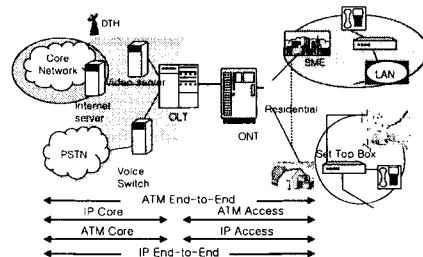 DTH
Core
Network
Video server
Internet
server
OLT
ONT
SME
LAN
Residential
PSTN
Voice
Switch
Set Top Box
ATM End-to-End
IP Core
ATM Access
ATM Core
IP Access
IP End-to-End